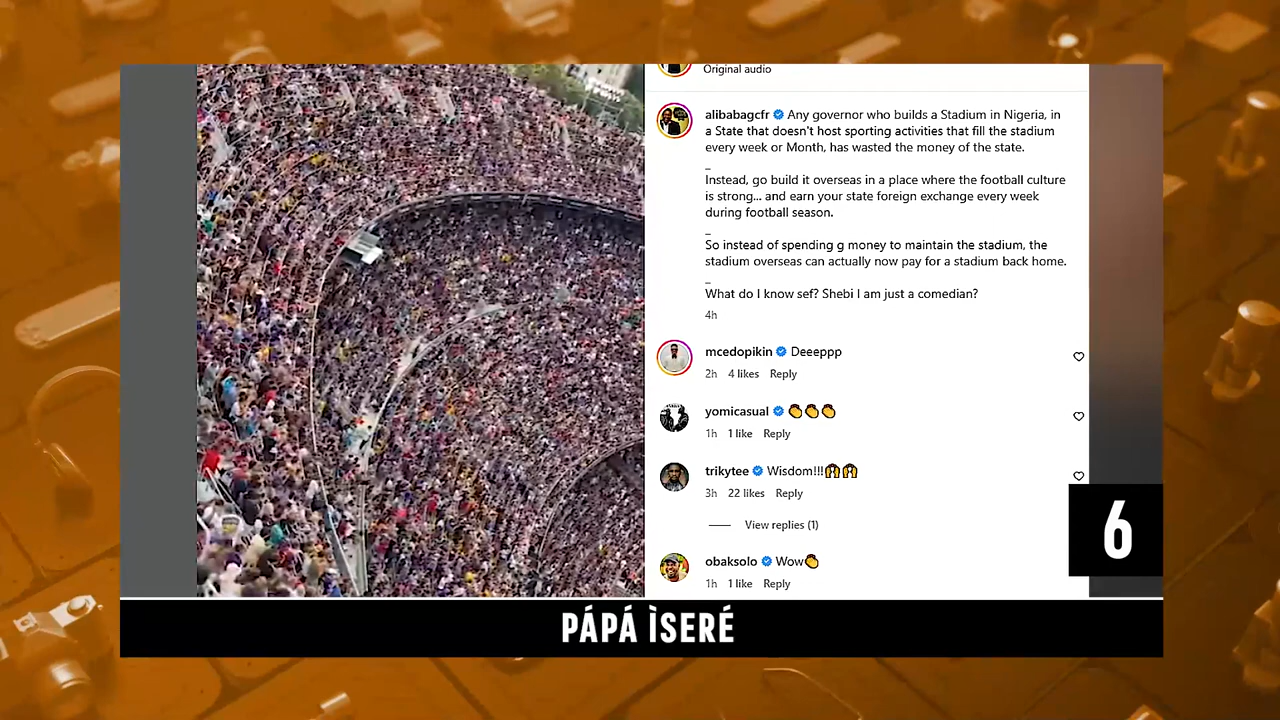 Original audio
alibabagcfr Any governor who builds a Stadium in Nigeria, in
a State that doesn't host sporting activities that fill the stadium
every week or Month, has wasted the money of the state.
_
Instead, go build it overseas in a place where the football culture
is strong... and earn your state foreign exchange every week
during football season.
_
So instead of spending g money to maintain the stadium, the
stadium overseas can actually now pay for a stadium back home.
_
What do I know sef? Shebi I am just a comedian?
4h
mcedopikin Deeeppp
2h 4 likes Reply
yomicasual 👏👏👏
1h 1 like Reply
trikytee Wisdom!!!🙌🙌
3h 22 likes Reply
View replies (1)
obaksolo Wow👏
1h 1 like Reply
6
PÁPÁ ÌSERÉ